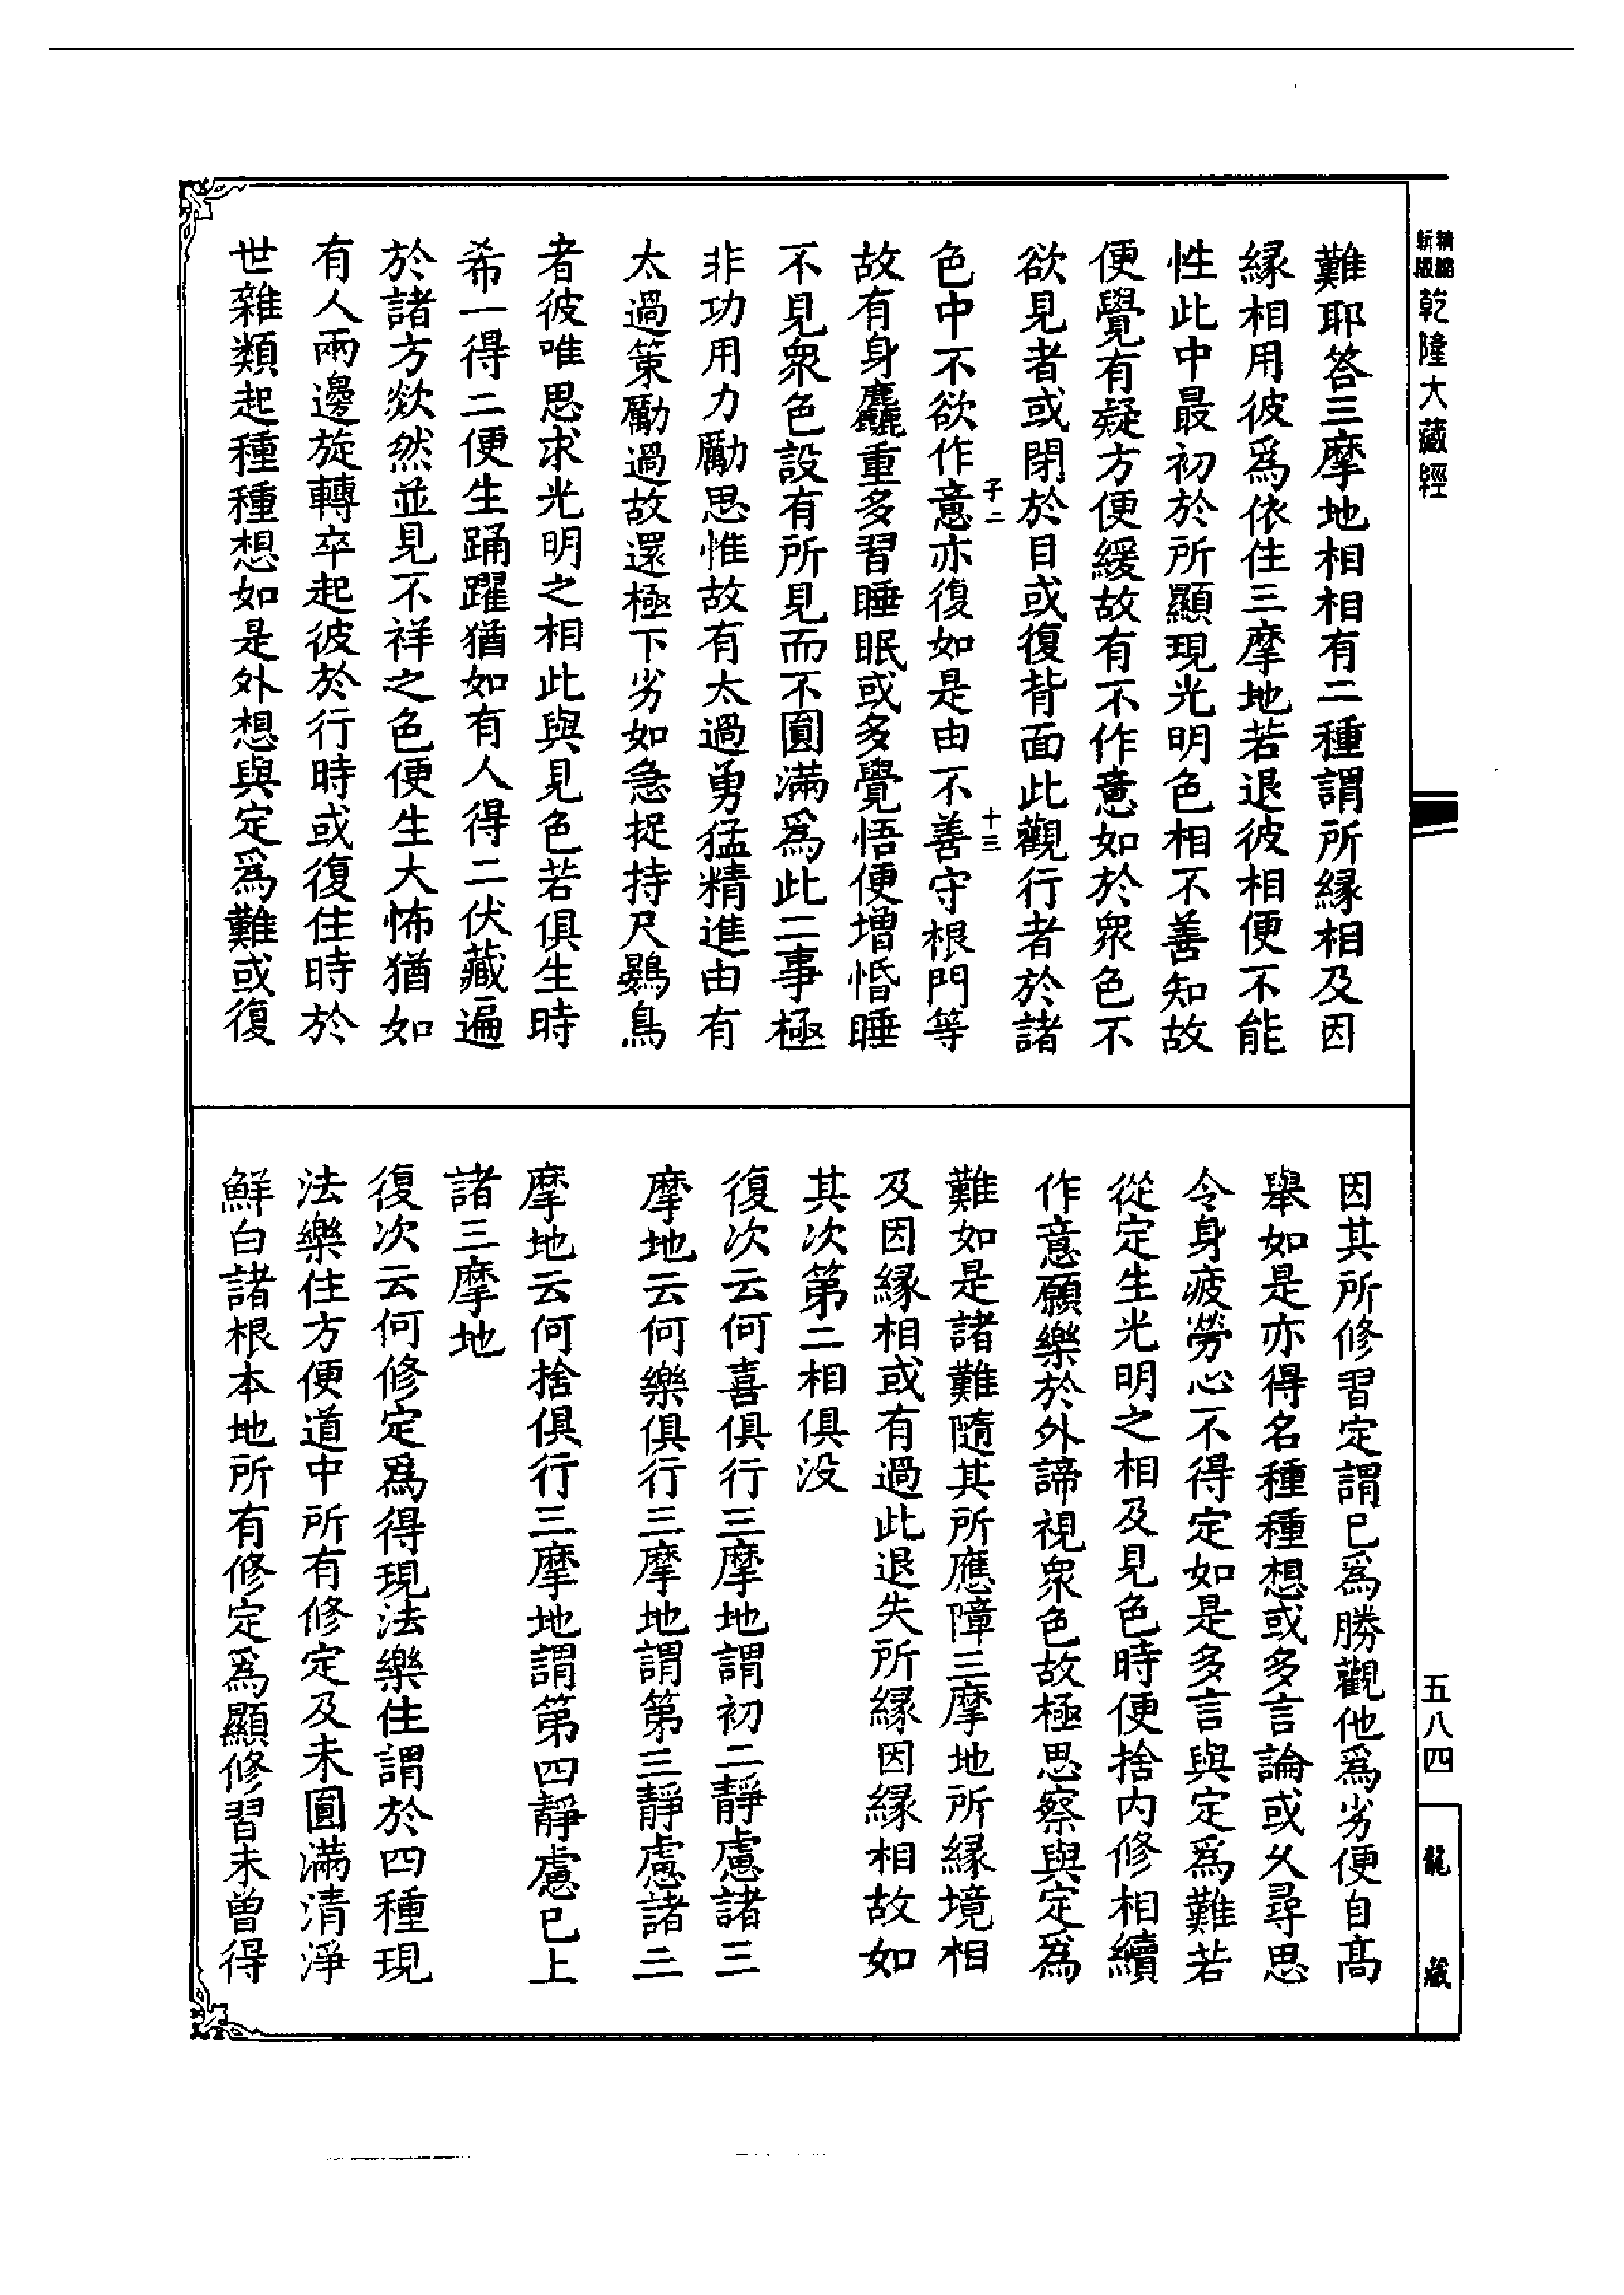 精縮新版乾隆大藏經
難耶答三摩地相相有二種謂所緣相及因
緣相用彼爲依住三摩地若退彼相便不能
性此中最初於所顯現光明色相不善知故
便覺有疑方便緩故有不作意如於衆色不
欲見者或閉於目或復背面此觀行者於諸
色中不欲作意亦復如是由不善守根門等
子二
十三
故有身麤重多習睡眠或多覺悟便增惛睡
不見衆色設有所見而不圓滿爲此二事極
非功用力勵思惟故有太過勇猛精進由有
太過策勵過故還極下劣如急捉持尺鷃鳥
者彼唯思求光明之相此與見色若俱生時
希一得二便生踊躍猶如有人得二伏藏遍
於諸方欻然並見不祥之色便生大怖猶如
有人兩邊旋轉卒起彼於行時或復住時於
世雜類起種種想如是外想與定爲難或復
因其所修習定謂已爲勝觀他爲劣便自高
舉如是亦得名種種想或多言論或久尋思
令身疲勞心不得定如是多言與定爲難若
從定生光明之相及見色時便捨內修相續
作意願樂於外諦視衆色故極思察與定爲
難如是諸難隨其所應障三摩地所緣境相
及因緣相或有過此退失所緣因緣相故如
其次第二相俱沒
復次云何喜俱行三摩地謂初二靜慮諸三
摩地云何樂俱行三摩地謂第三靜慮諸三
摩地云何捨俱行三摩地謂第四靜慮已上
諸三摩地
復次云何修定爲得現法樂住謂於四種現
法樂住方便道中所有修定及未圓滿清淨
鮮白諸根本地所有修定爲顯修習未曾得
五八四
龍藏